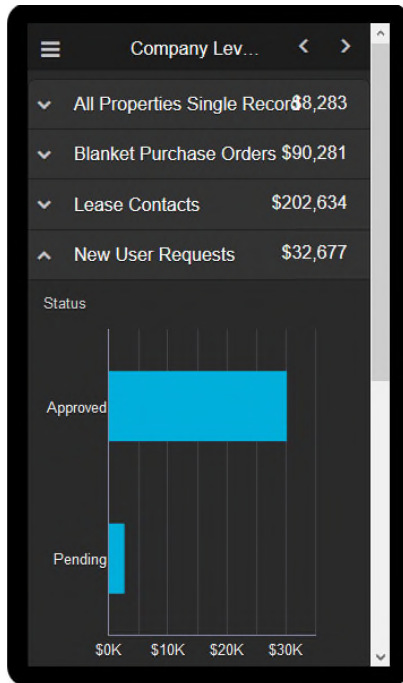 Company Lev...
All Properties Single Record $8,283
Blanket Purchase Orders $90,281
Lease Contacts $202,634
New User Requests $32,677
Status
Approved
Pending
$0K $10K $20K $30K